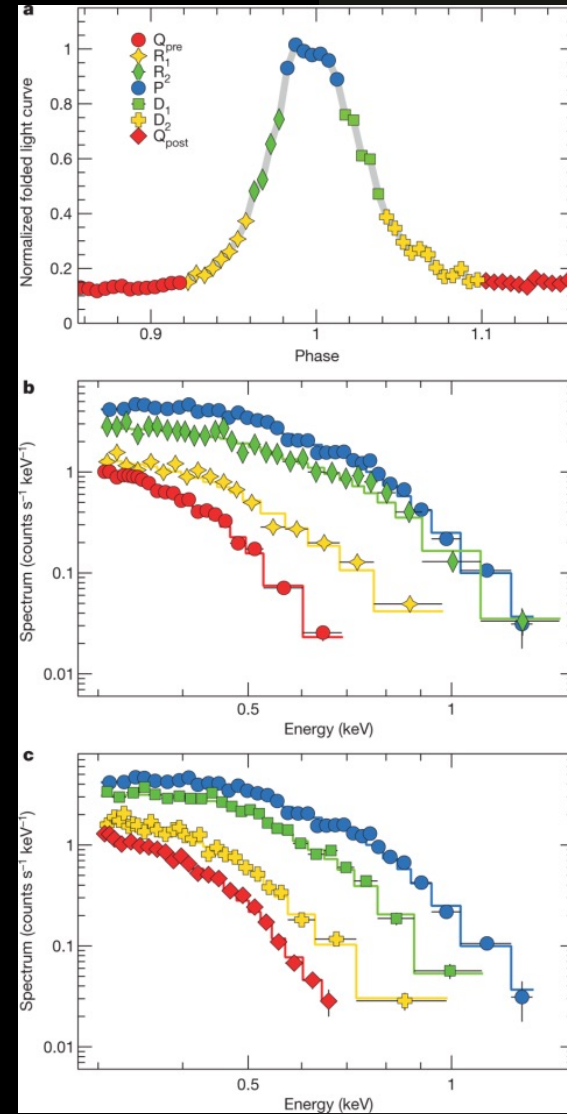 a
Normalized folded light curve
1
0.8
0.6
0.4
0.2
0
Q_pre
R_1
R_2
P
D_1
D_2
Q_post
0.9
1
1.1
Phase
b
Spectrum (counts s⁻¹ keV⁻¹)
1
0.1
0.01
0.5
1
Energy (keV)
c
Spectrum (counts s⁻¹ keV⁻¹)
1
0.1
0.01
0.5
1
Energy (keV)